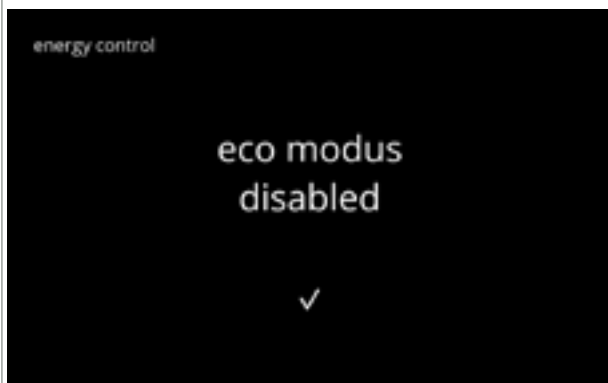 energy control
eco modus
disabled
✓